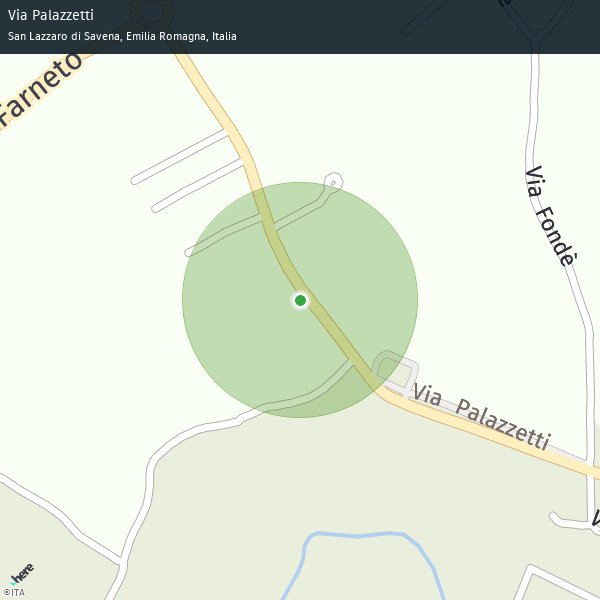 Via Palazzetti
San Lazzaro di Savena, Emilia Romagna, Italia
Farneto
Via Fondè
Via Palazzetti
here
©ITA